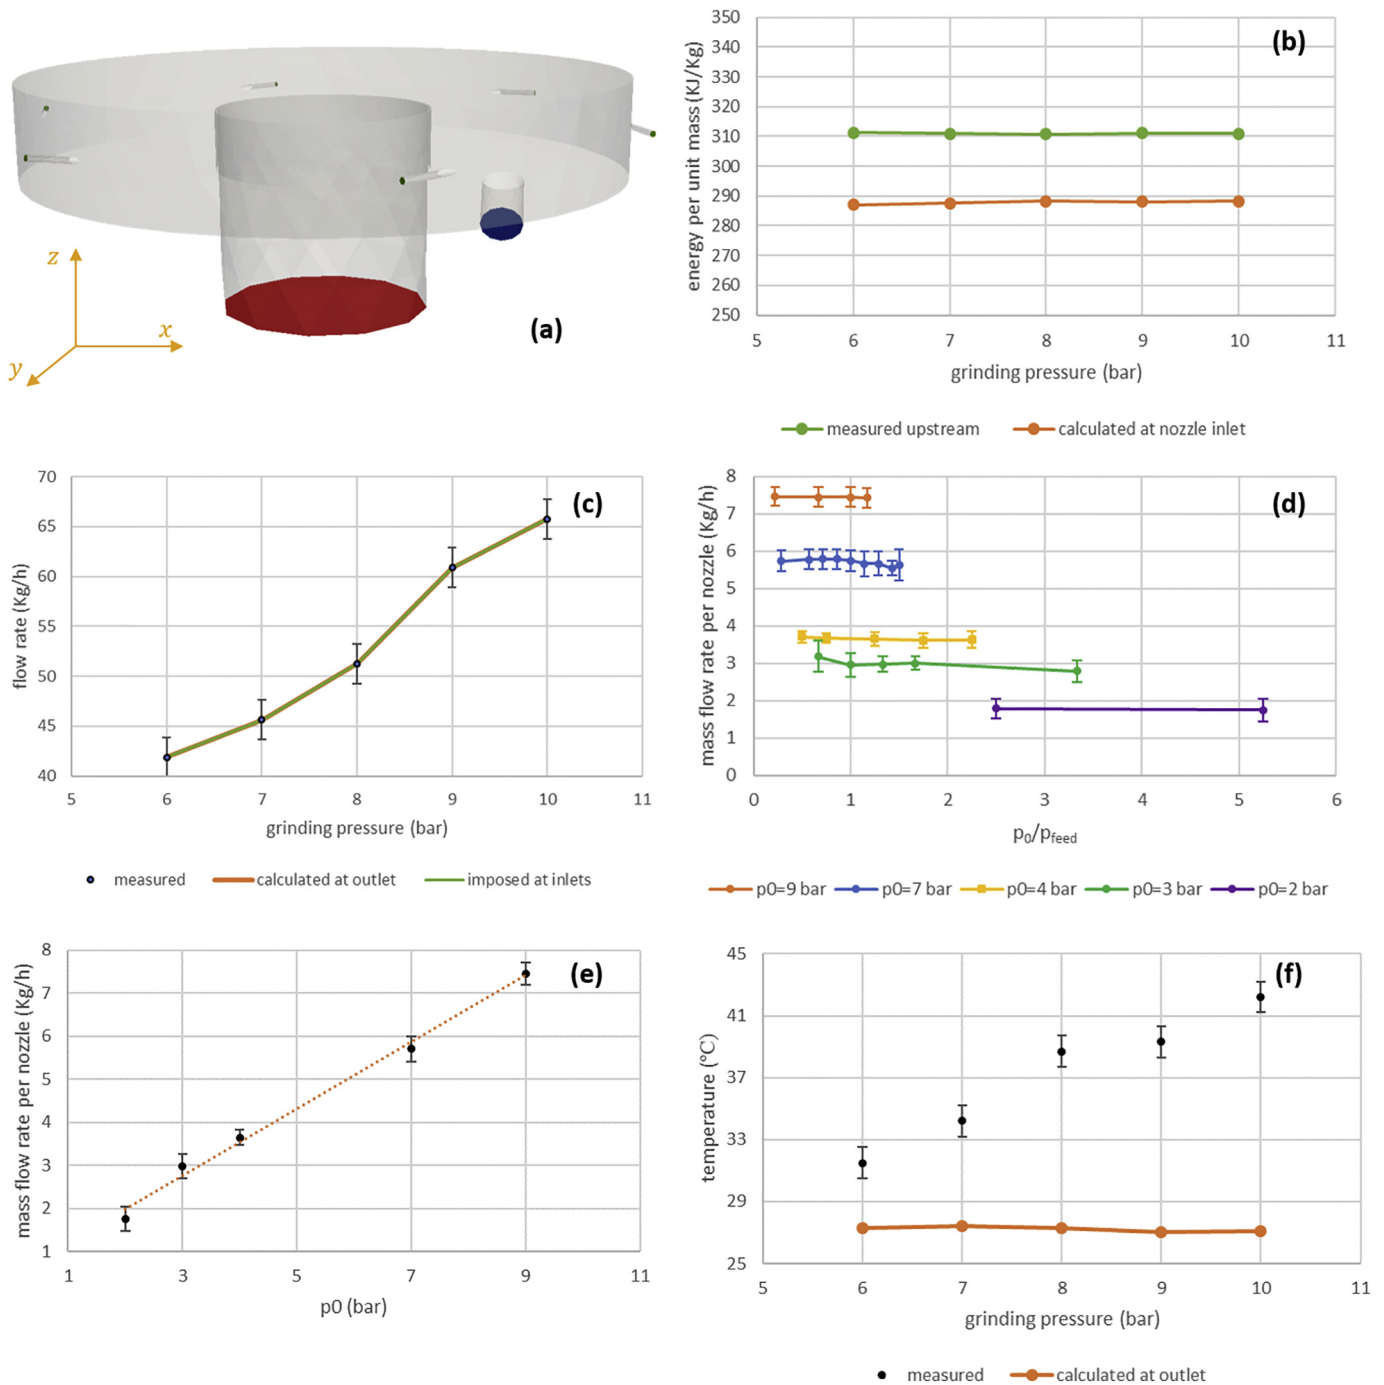 z
x
y
(a)
350
340
330
320
310
300
290
280
270
260
250
5 6 7 8 9 10 11
energy per unit mass (KJ/Kg)
grinding pressure (bar)
(b)
measured upstream calculated at nozzle inlet
70
65
60
55
50
45
40
5 6 7 8 9 10 11
flow rate (Kg/h)
grinding pressure (bar)
(c)
measured calculated at outlet imposed at inlets
8
7
6
5
4
3
2
1
0
0 1 2 3 4 5 6
mass flow rate per nozzle (Kg/h)
p0/pfeed
(d)
p0=9 bar p0=7 bar p0=4 bar p0=3 bar p0=2 bar
8
7
6
5
4
3
2
1
1 3 5 7 9 11
mass flow rate per nozzle (Kg/h)
p0 (bar)
(e)
45
41
37
33
29
25
5 6 7 8 9 10 11
temperature (°C)
grinding pressure (bar)
(f)
measured calculated at outlet